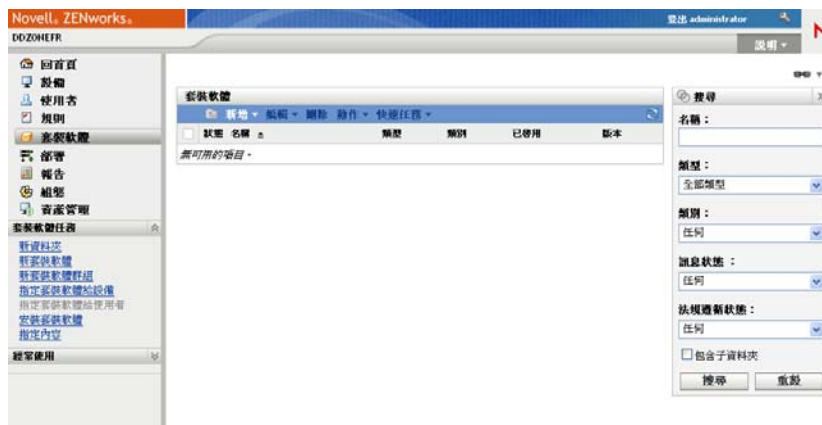 Novell® ZENworks®
登出 administrator
DDZONEFR
說明
回首頁
設備
使用者
規則
套裝軟體
部署
報告
組態
資產管理
套裝軟體任務
新資料夾
新套裝軟體
新套裝軟體群組
指定套裝軟體給設備
指定套裝軟體給使用者
安裝套裝軟體
指定內容
經常使用
套裝軟體
新增 編輯 刪除 動作 快速任務
狀態 名稱 類型 類別 已啓用 版本
無可用的項目。
搜尋
名稱：
類型：
全部類型
類別：
任何
訊息狀態：
任何
法規遵循狀態：
任何
包含子資料夾
搜尋 重設